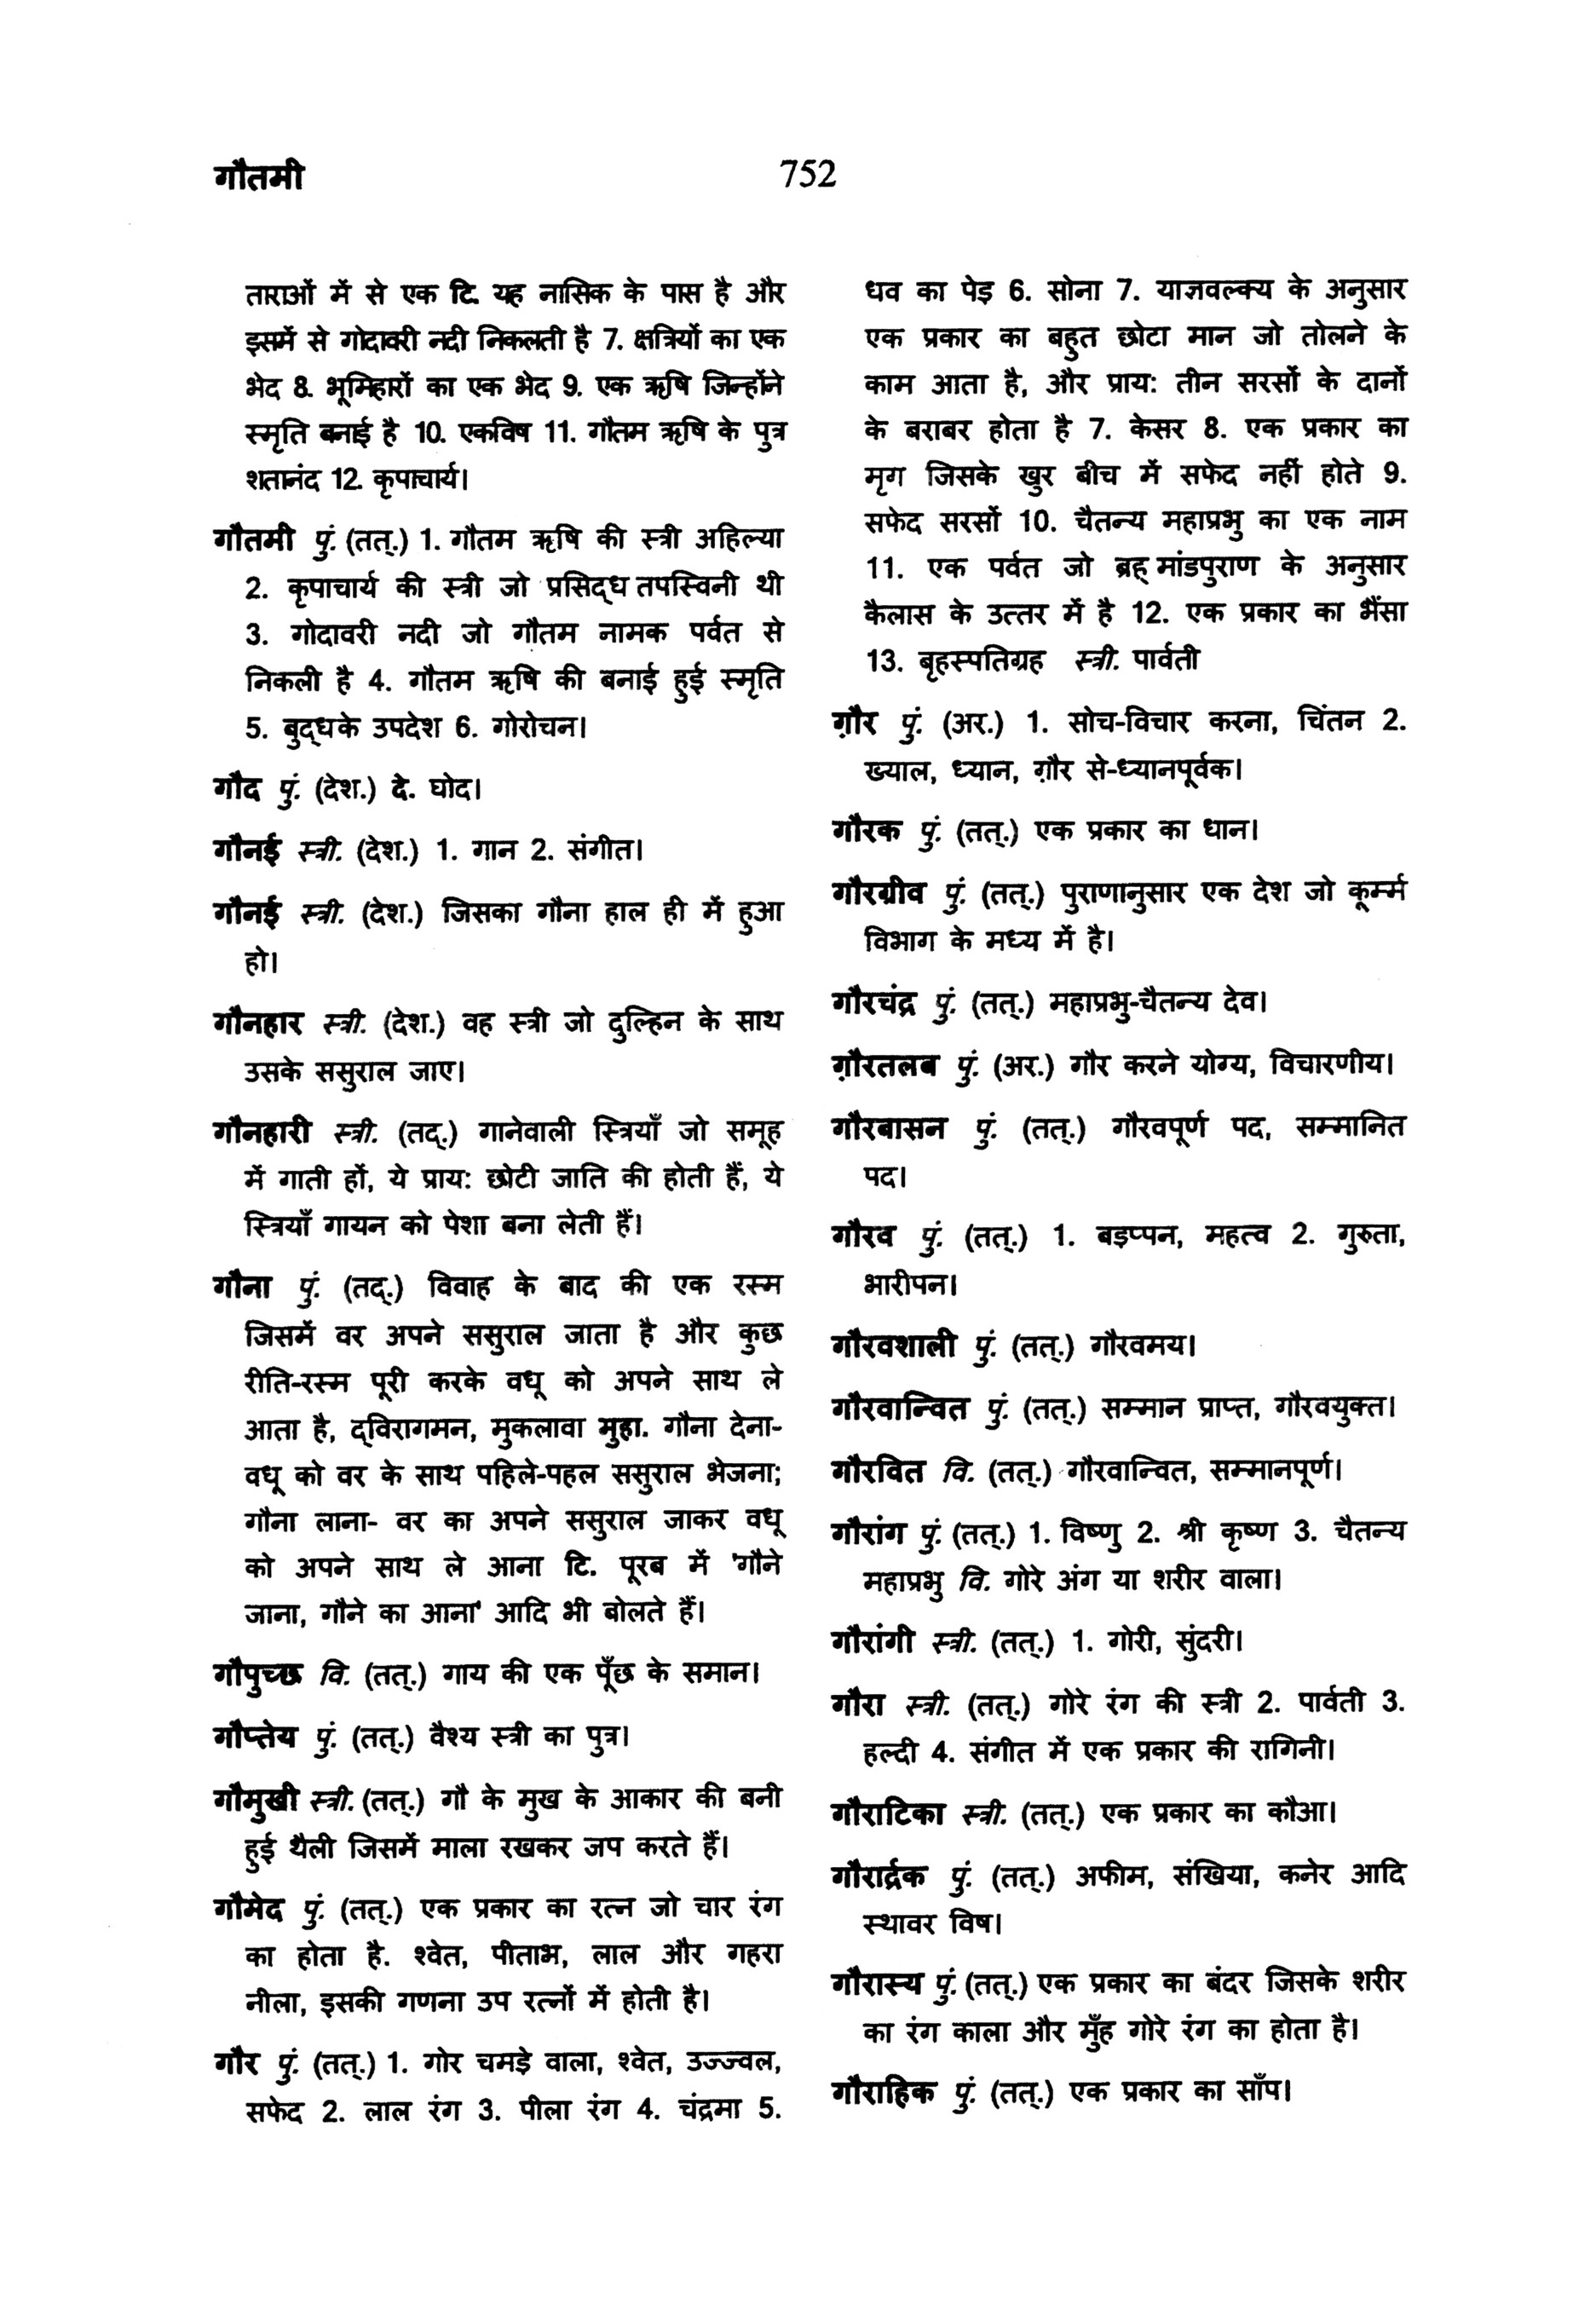 गौतमी
752
ताराओं में से एक टि. यह नासिक के पास है और
इसमें से गोदावरी नदी निकलती है 7. क्षत्रियों का एक
भेद 8. भूमिहारों का एक भेद 9. एक ऋषि जिन्होंने
स्मृति बनाई है 10. एकविष 11. गौतम ऋषि के पुत्र
शतानंद 12. कृपाचार्य।
गौतमी पुं. (तत्.) 1. गौतम ऋषि की स्त्री अहिल्या
2. कृपाचार्य की स्त्री जो प्रसिद्ध तपस्विनी थी
3. गोदावरी नदी जो गौतम नामक पर्वत से
निकली है 4. गौतम ऋषि की बनाई हुई स्मृति
5. बुद्धके उपदेश 6. गोरोचन।
गौद पुं. (देश.) दे. घोद।
गौनई स्त्री. (देश.) 1. गान 2. संगीत।
गौनई स्त्री. (देश.) जिसका गौना हाल ही में हुआ
हो।
गौनहार स्त्री. (देश.) वह स्त्री जो दुल्हिन के साथ
उसके ससुराल जाए।
गौनहारी स्त्री. (तद्.) गानेवाली स्त्रियाँ जो समूह
में गाती हों, ये प्राय: छोटी जाति की होती हैं, ये
स्त्रियाँ गायन को पेशा बना लेती हैं।
गौना पुं. (तद्.) विवाह के बाद की एक रस्म
जिसमें वर अपने ससुराल जाता है और कुछ
रीति-रस्म पूरी करके वधू को अपने साथ ले
आता है, द्विरागमन, मुकलावा मुहा. गौना देना-
वधू को वर के साथ पहिले-पहल ससुराल भेजना;
गौना लाना- वर का अपने ससुराल जाकर वधू
को अपने साथ ले आना टि. पूरब में 'गौने
जाना, गौने का आना' आदि भी बोलते हैं।
गौपुच्छ वि. (तत्.) गाय की एक पूँछ के समान।
गौप्तेय पुं. (तत्.) वैश्य स्त्री का पुत्र।
गौमुखी स्त्री. (तत्.) गौ के मुख के आकार की बनी
हुई थैली जिसमें माला रखकर जप करते हैं।
गौमेद पुं. (तत्.) एक प्रकार का रत्न जो चार रंग
का होता है. श्वेत, पीताभ, लाल और गहरा
नीला, इसकी गणना उप रत्नों में होती है।
गौर पुं. (तत्.) 1. गोर चमड़े वाला, श्वेत, उज्ज्वल,
सफेद 2. लाल रंग 3. पीला रंग 4. चंद्रमा 5.
धव का पेड़ 6. सोना 7. याज्ञवल्क्य के अनुसार
एक प्रकार का बहुत छोटा मान जो तोलने के
काम आता है, और प्राय: तीन सरसों के दानों
के बराबर होता है 7. केसर 8. एक प्रकार का
मृग जिसके खुर बीच में सफेद नहीं होते 9.
सफेद सरसों 10. चैतन्य महाप्रभु का एक नाम
11. एक पर्वत जो ब्रह् मांडपुराण के अनुसार
कैलास के उत्तर में है 12. एक प्रकार का भैंसा
13. बृहस्पतिग्रह स्त्री. पार्वती
ग़ौर पुं. (अर.) 1. सोच-विचार करना, चिंतन 2.
ख्याल, ध्यान, ग़ौर से-ध्यानपूर्वक।
गौरक पुं. (तत्.) एक प्रकार का धान।
गौरग्रीव पुं. (तत्.) पुराणानुसार एक देश जो कूर्म्म
विभाग के मध्य में है।
गौरचंद्र पुं. (तत्.) महाप्रभु-चैतन्य देव।
ग़ौरतलब पुं. (अर.) गौर करने योग्य, विचारणीय।
गौरबासन पुं. (तत्.) गौरवपूर्ण पद, सम्मानित
पद।
गौरव पुं. (तत्.) 1. बड़प्पन, महत्व 2. गुरुता,
भारीपन।
गौरवशाली पुं. (तत्.) गौरवमय।
गौरवान्वित पुं. (तत्.) सम्मान प्राप्त, गौरवयुक्त।
गौरवित वि. (तत्.) गौरवान्वित, सम्मानपूर्ण।
गौरांग पुं. (तत्.) 1. विष्णु 2. श्री कृष्ण 3. चैतन्य
महाप्रभु वि. गोरे अंग या शरीर वाला।
गौरांगी स्त्री. (तत्.) 1. गोरी, सुंदरी।
गौरा स्त्री. (तत्.) गोरे रंग की स्त्री 2. पार्वती 3.
हल्दी 4. संगीत में एक प्रकार की रागिनी।
गौराटिका स्त्री. (तत्.) एक प्रकार का कौआ।
गौरार्द्रक पुं. (तत्.) अफीम, संखिया, कनेर आदि
स्थावर विष।
गौरास्य पुं. (तत्.) एक प्रकार का बंदर जिसके शरीर
का रंग काला और मुँह गोरे रंग का होता है।
गौराहिक पुं. (तत्.) एक प्रकार का साँप।